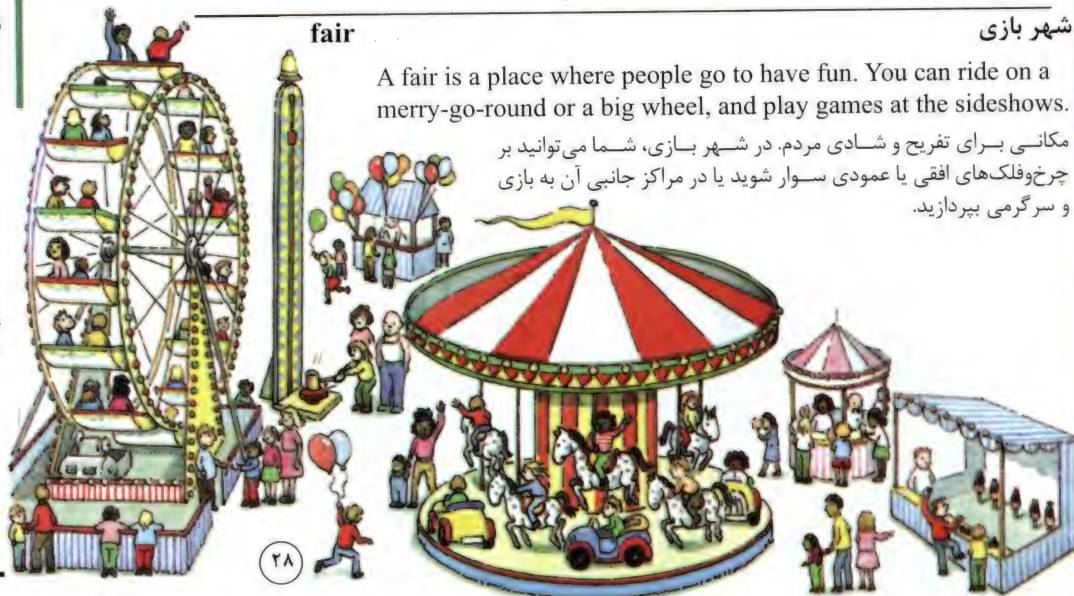 fair
شهر بازی
A fair is a place where people go to have fun. You can ride on a
merry-go-round or a big wheel, and play games at the sideshows.
مکانی برای تفریح و شادی مردم. در شهر بازی، شما می‌توانید بر
چرخ‌وفلک‌های افقی یا عمودی سوار شوید یا در مراکز جانبی آن به بازی
و سرگرمی بپردازید.
۲۸